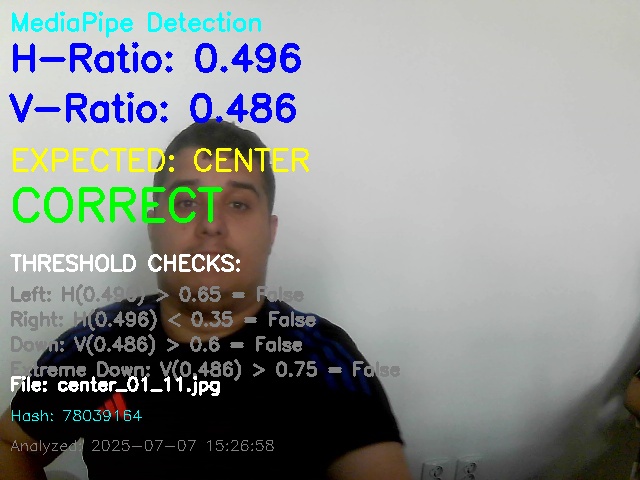 MediaPipe Detection
H-Ratio: 0.496
V-Ratio: 0.486
EXPECTED: CENTER
CORRECT
THRESHOLD CHECKS:
Left: H(0.496) > 0.65 = False
Right: H(0.496) < 0.35 = False
Down: V(0.486) > 0.6 = False
Extreme Down: V(0.486) > 0.75 = False
File: center_01_11.jpg
Hash: 78039164
Analyzed: 2025-07-07 15:26:58